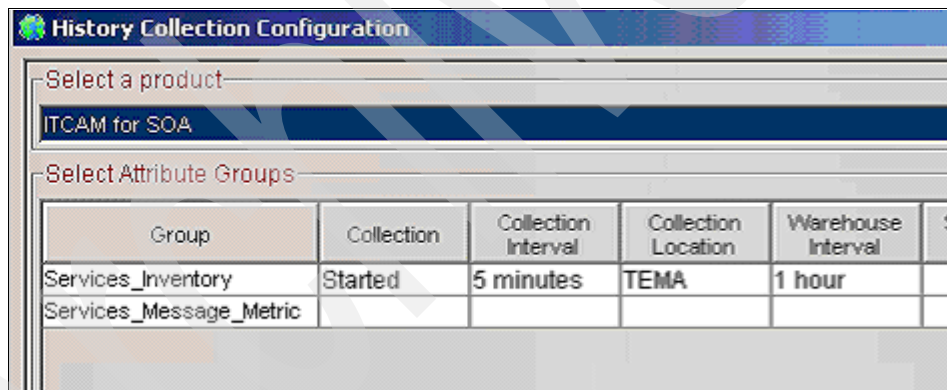 History Collection Configuration
Select a product
ITCAM for SOA
Select Attribute Groups
Group Collection Collection Interval Collection Location Warehouse Interval
Services_Inventory Started 5 minutes TEMA 1 hour
Services_Message_Metric